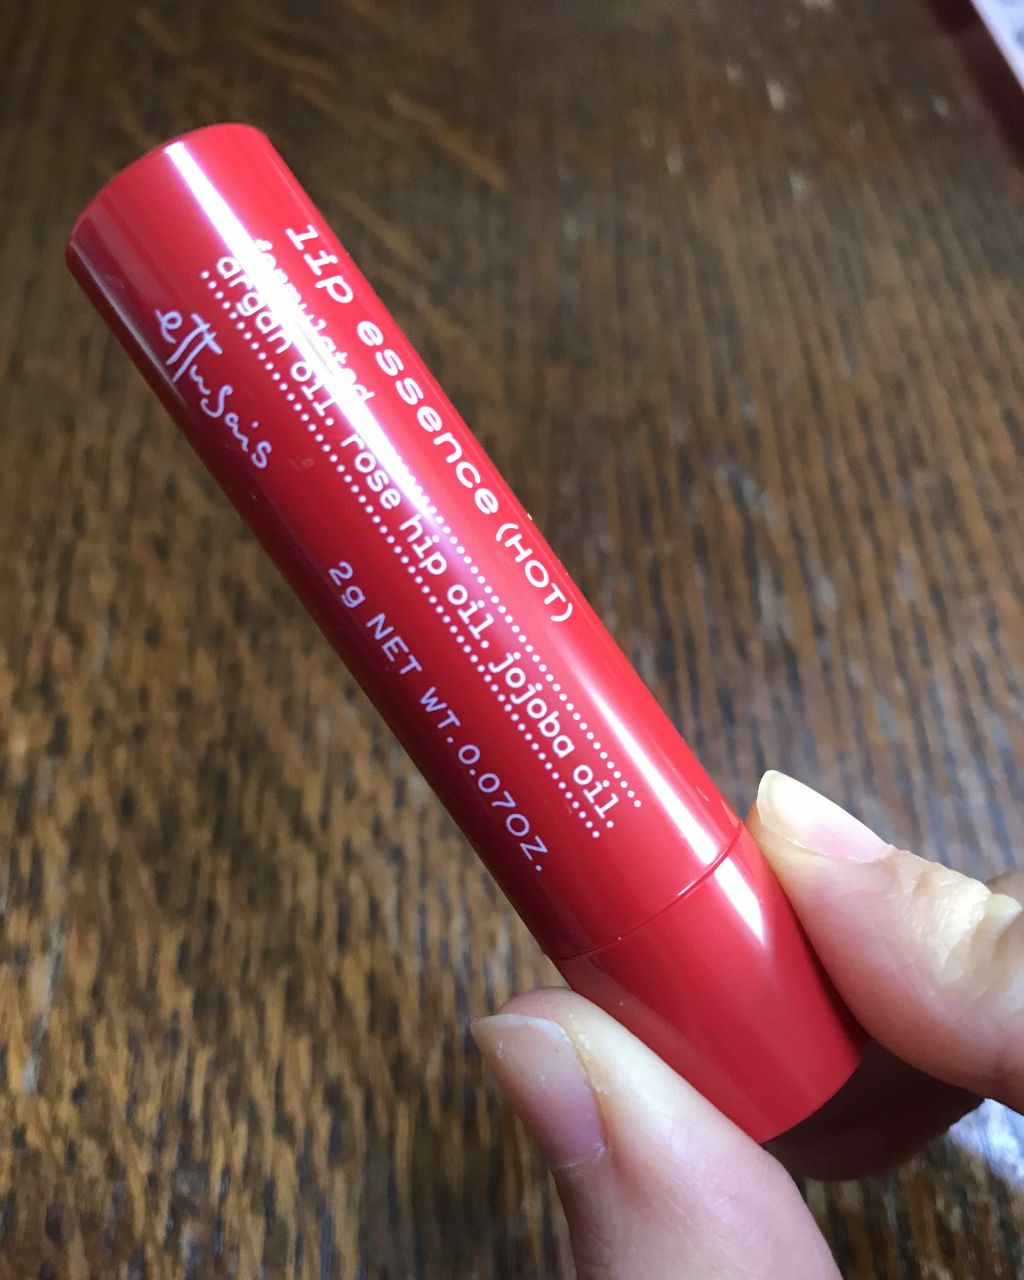 lip essence (HOT)
formulated
argan oil. rose hip oil. jojoba oil.
ettusais
2g NET WT. 0.07OZ.